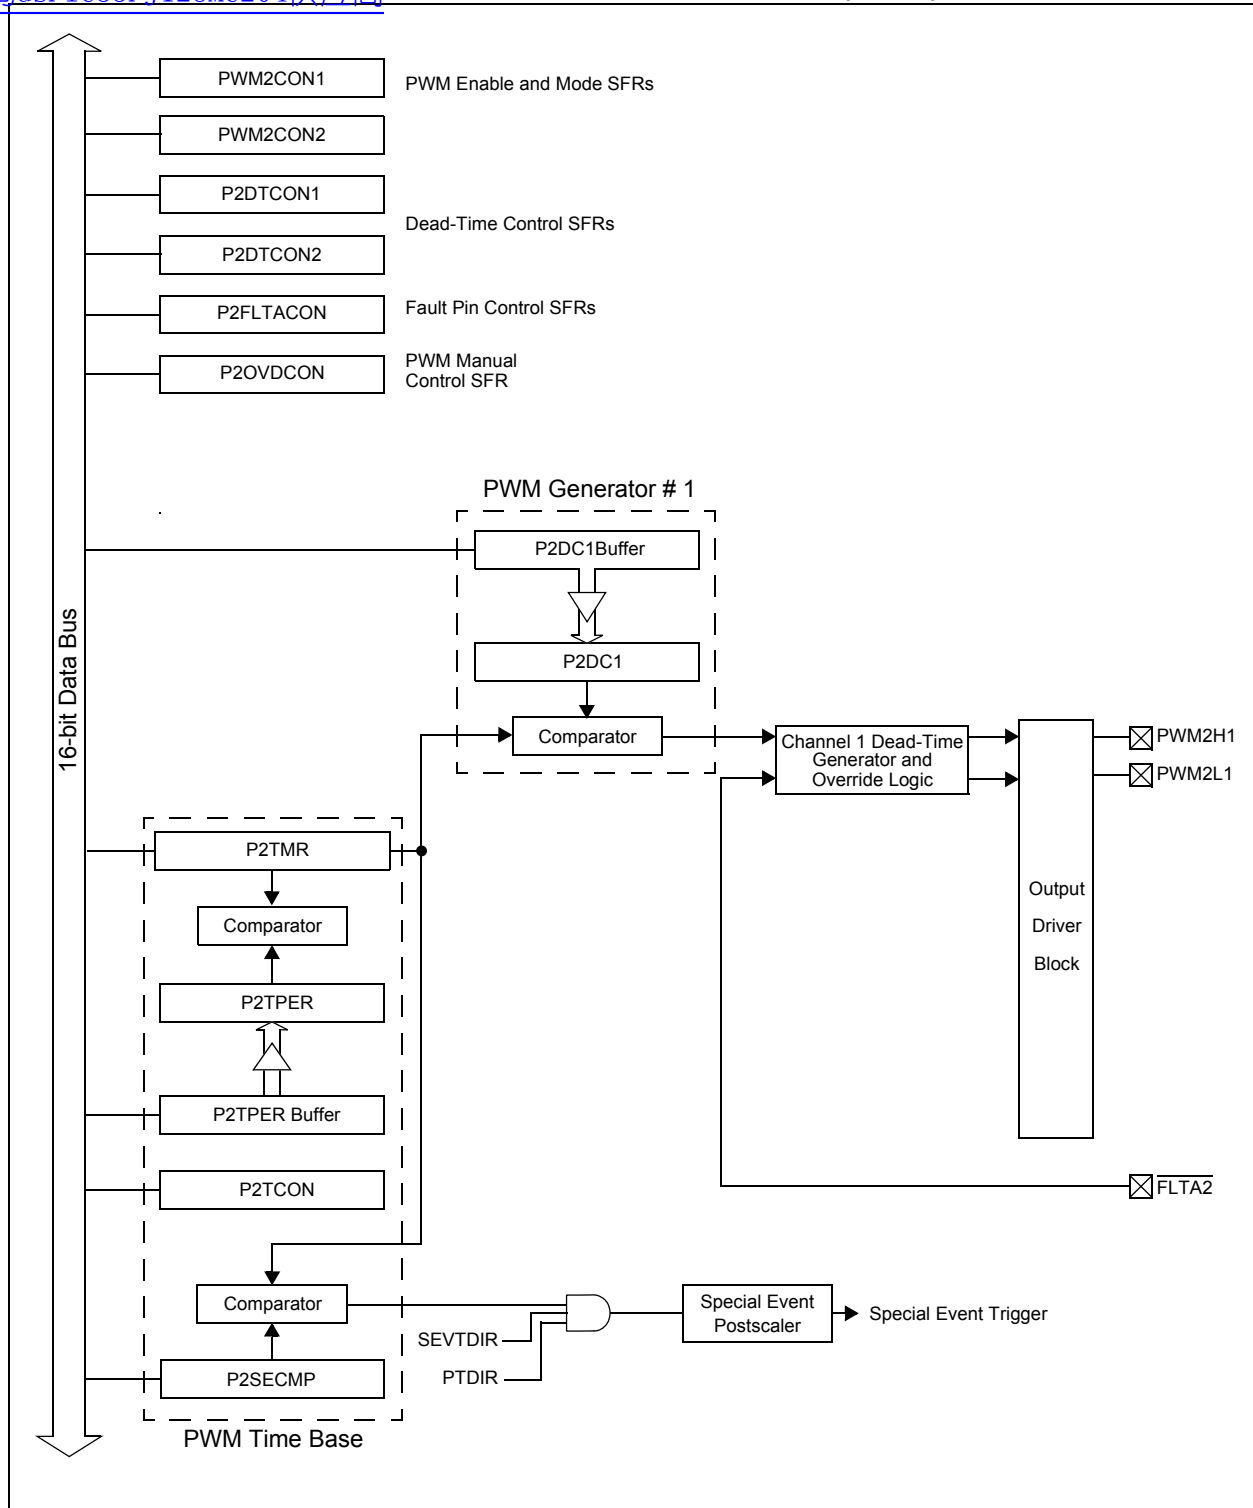 PWM2CON1
PWM Enable and Mode SFRs
PWM2CON2
P2DTCON1
Dead-Time Control SFRs
P2DTCON2
P2FLTACON
Fault Pin Control SFRs
P2OVDCON
PWM Manual
Control SFR
PWM Generator # 1
P2DC1Buffer
P2DC1
Comparator
16-bit Data Bus
Channel 1 Dead-Time
Generator and
Override Logic
PWM2H1
PWM2L1
P2TMR
Comparator
P2TPER
P2TPER Buffer
P2TCON
Output
Driver
Block
FLTA2
Comparator
SEVTDIR
PTDIR
Special Event
Postscaler
Special Event Trigger
P2SECMP
PWM Time Base